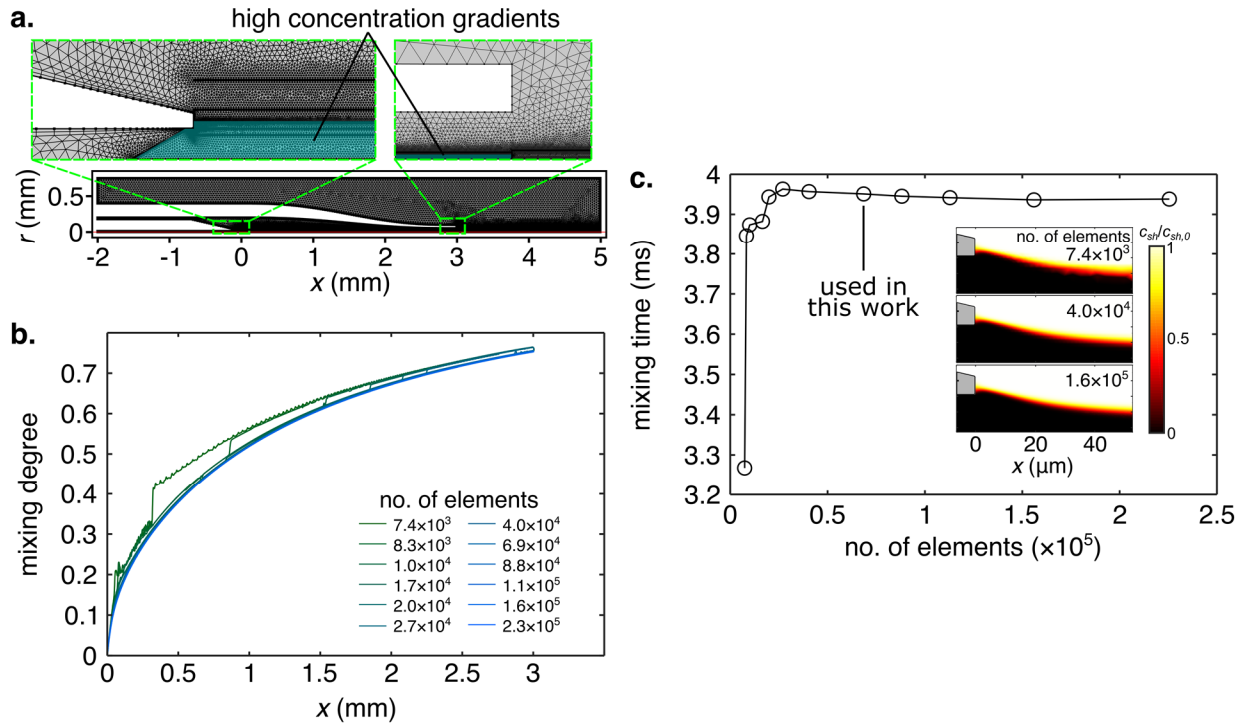 a.
high concentration gradients
r (mm)
0.5
0
-2 -1 0 1 2 3 4 5
x (mm)
b.
mixing degree
0.7
0.6
0.5
0.4
0.3
0.2
0.1
0
no. of elements
7.4×10³ 4.0×10⁴
8.3×10³ 6.9×10⁴
1.0×10⁴ 8.8×10⁴
1.7×10⁴ 1.1×10⁵
2.0×10⁴ 1.6×10⁵
2.7×10⁴ 2.3×10⁵
0 0.5 1 1.5 2 2.5 3
x (mm)
c.
mixing time (ms)
4
3.9
3.8
3.7
3.6
3.5
3.4
3.3
3.2
used in
this work
no. of elements
7.4×10³
4.0×10⁴
1.6×10⁵
0 20 40
x (μm)
c_sh/c_sh,0
1
0.5
0
0 0.5 1 1.5 2 2.5
no. of elements (×10⁵)